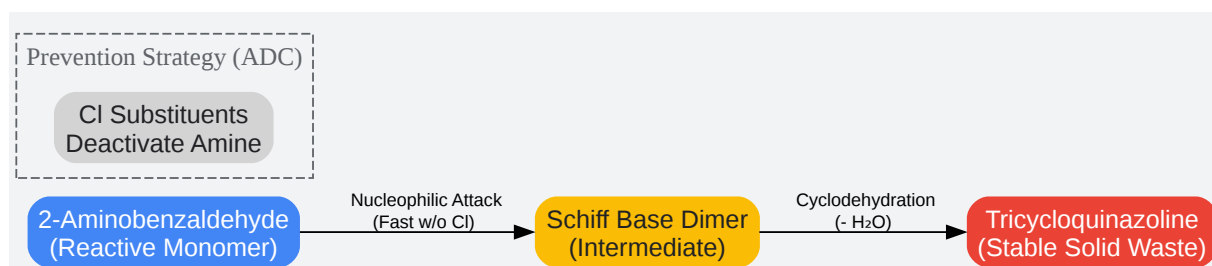 Prevention Strategy (ADC)
Cl Substituents
Deactivate Amine
2-Aminobenzaldehyde
(Reactive Monomer)
Nucleophilic Attack
(Fast w/o Cl)
Schiff Base Dimer
(Intermediate)
Cyclodehydration
(- H₂O)
Tricycloquinazoline
(Stable Solid Waste)